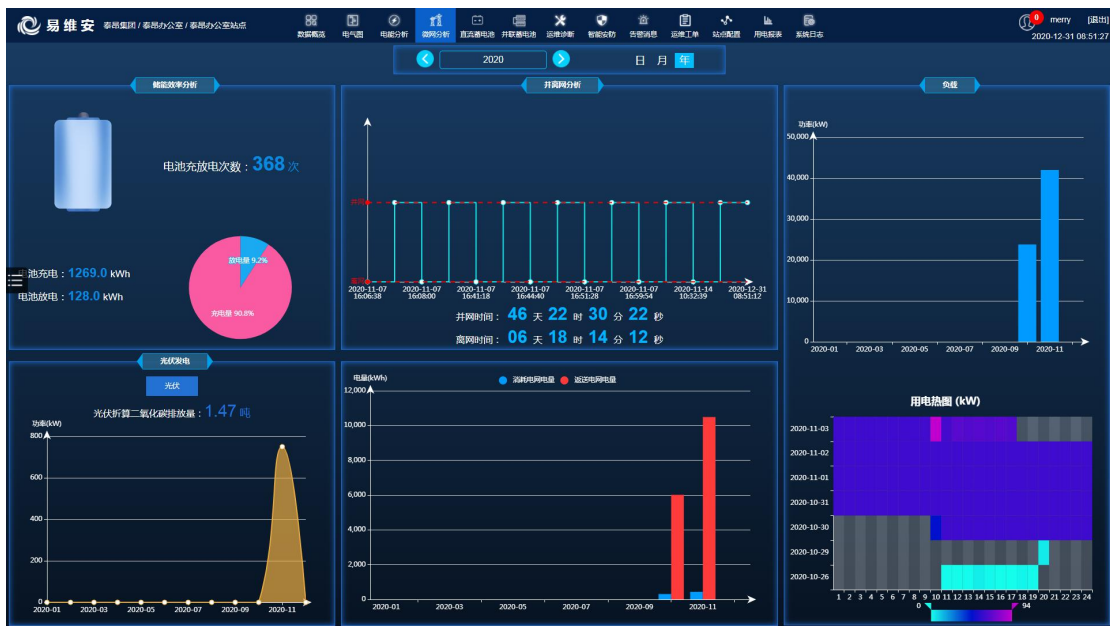 易维安 泰昂集团 / 泰昂办公室 / 泰昂办公室站点
数据概览 电气图 电能分析 微网分析 直流蓄电池 并联蓄电池 运维诊断 智能安防 告警消息 运维工单 站点配置 用电报表 系统日志
0 merry [退出]
2020-12-31 08:51:27
2020 日 月 年
储能效率分析
电池充放电次数：368 次
放电量 9.2%
电池充电：1269.0 kWh
电池放电：128.0 kWh
充电量 90.8%
并离网分析
并网
离网
2020-11-07 16:06:38
2020-11-07 16:08:00
2020-11-07 16:41:18
2020-11-07 16:44:40
2020-11-07 16:51:28
2020-11-07 16:59:54
2020-11-14 10:32:39
2020-12-31 08:51:12
并网时间： 46 天 22 时 30 分 22 秒
离网时间： 06 天 18 时 14 分 12 秒
负载
功率(kW)
50,000
40,000
30,000
20,000
10,000
0
2020-01 2020-03 2020-05 2020-07 2020-09 2020-11
光伏发电
光伏
光伏折算二氧化碳排放量：1.47 吨
功率(kW)
800
600
400
200
0
2020-01 2020-03 2020-05 2020-07 2020-09 2020-11
电量(kWh)
消耗电网电量 返送电网电量
12,000
10,000
8,000
6,000
4,000
2,000
0
2020-01 2020-03 2020-05 2020-07 2020-09 2020-11
用电热图 (kW)
2020-11-03
2020-11-02
2020-11-01
2020-10-31
2020-10-30
2020-10-29
2020-10-26
1 2 3 4 5 6 7 8 9 10 11 12 13 14 15 16 17 18 19 20 21 22 23 24
0 94